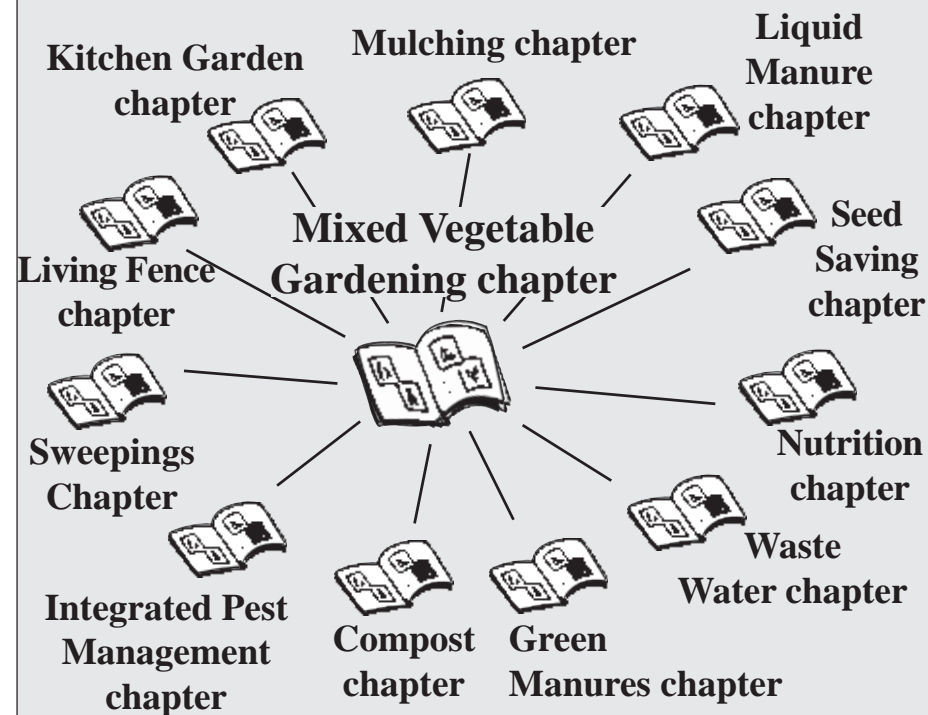 Kitchen Garden
chapter
Mulching chapter
Liquid
Manure
chapter
Living Fence
chapter
Mixed Vegetable
Gardening chapter
Seed
Saving
chapter
Sweepings
Chapter
Nutrition
chapter
Integrated Pest
Management
chapter
Compost
chapter
Green
Manures chapter
Waste
Water chapter